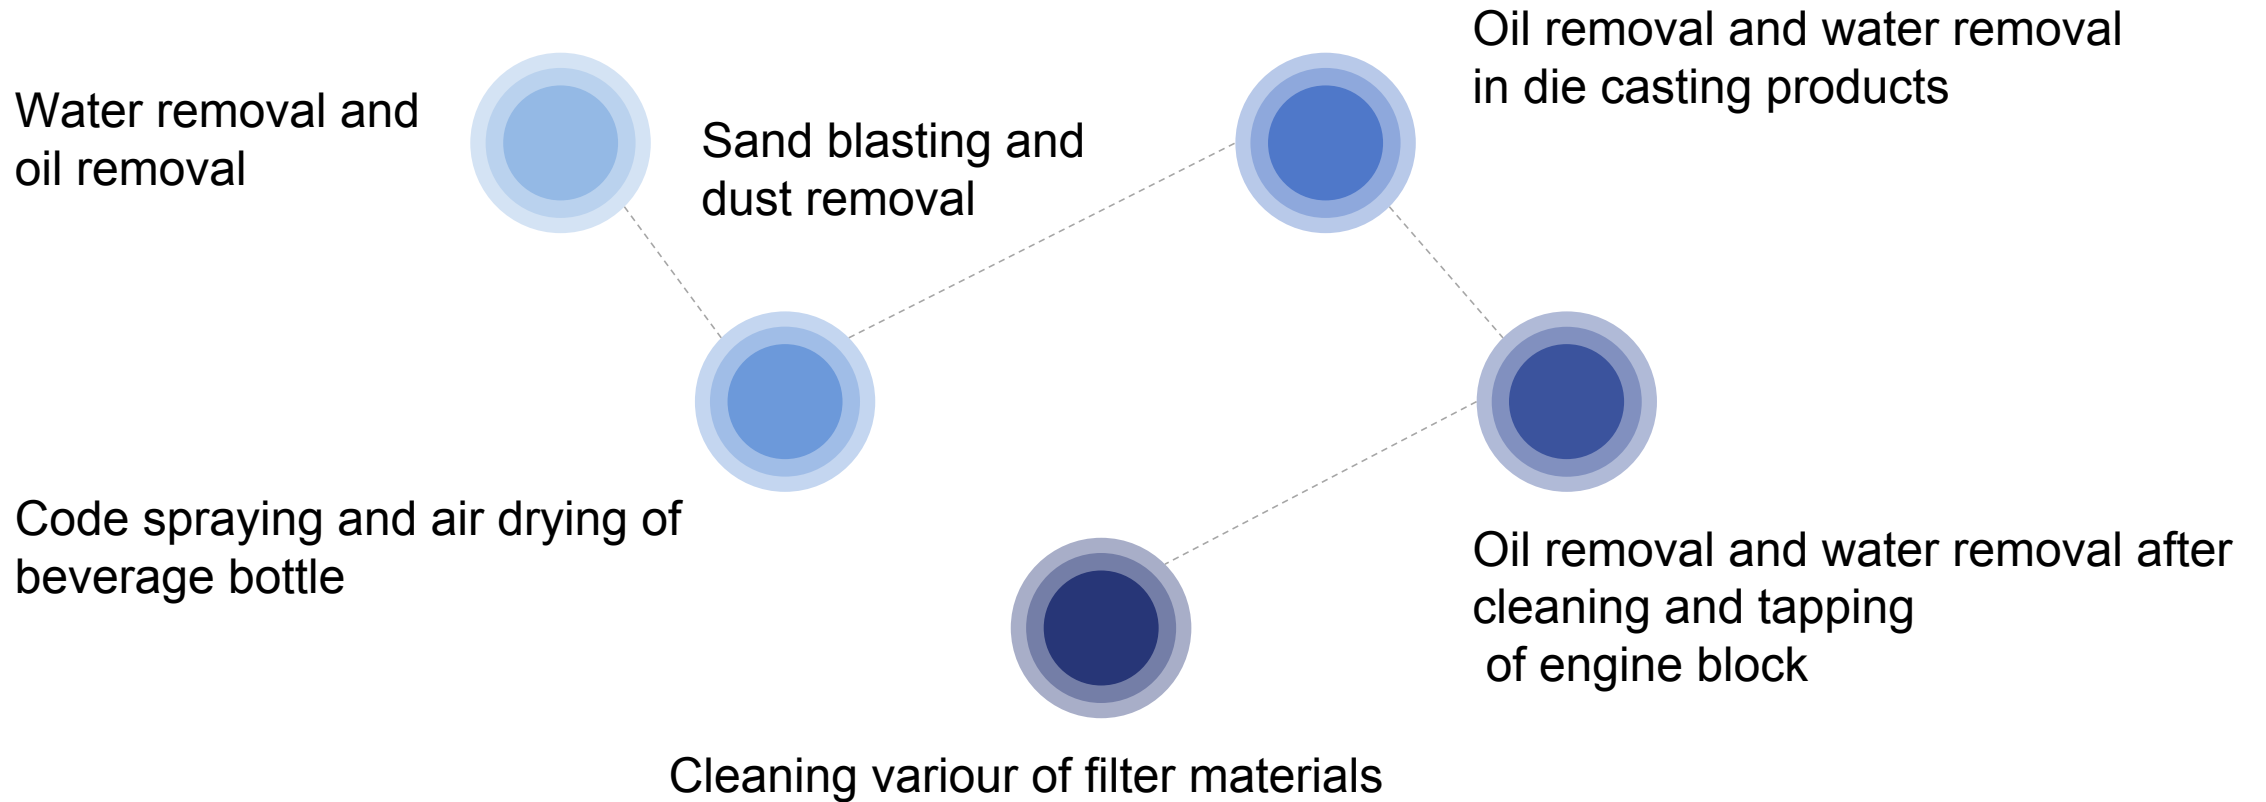 Water removal and
oil removal
Sand blasting and
dust removal
Oil removal and water removal
in die casting products
Code spraying and air drying of
beverage bottle
Oil removal and water removal after
cleaning and tapping
of engine block
Cleaning variour of filter materials